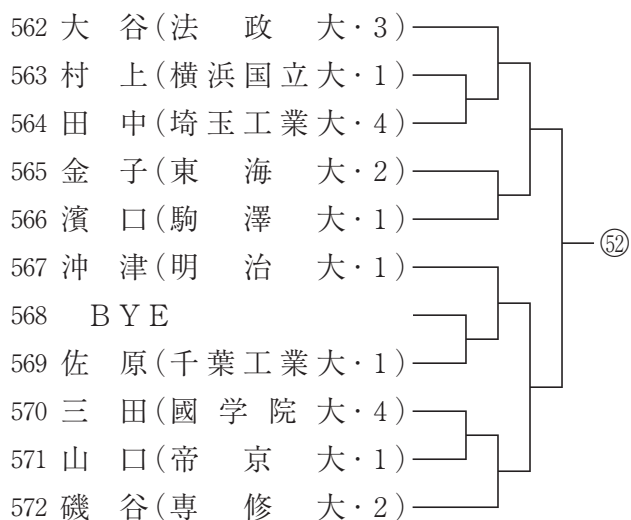 562 大 谷(法 政 大・3)
563 村 上(横浜国立大・1)
564 田 中(埼玉工業大・4)
565 金 子(東 海 大・2)
566 濱 口(駒 澤 大・1)
㊾
567 沖 津(明 治 大・1)
568 BYE
569 佐 原(千葉工業大・1)
570 三 田(國 学 院 大・4)
571 山 口(帝 京 大・1)
572 磯 谷(専 修 大・2)